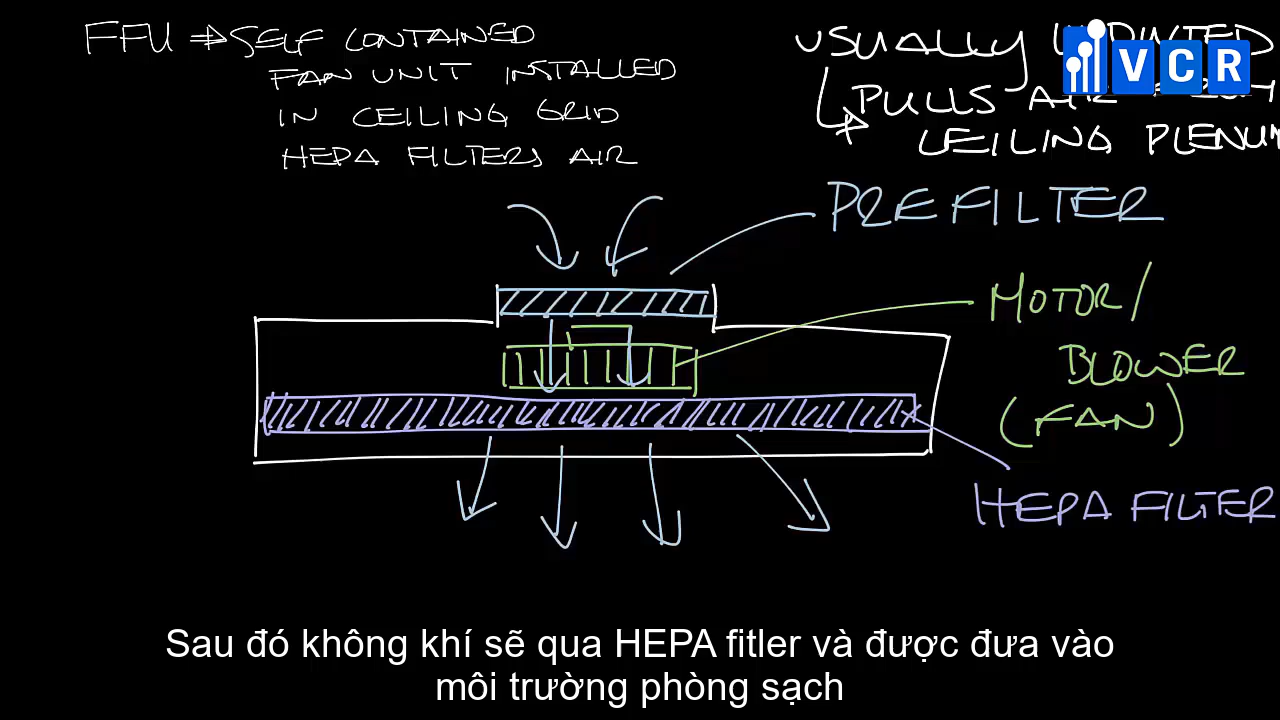 FFU ⇒ SELF CONTAINED
FAN UNIT INSTALLED
IN CEILING GRID
HEPA FILTERS AIR
USUALLY
VCR
PULLS AIR
CEILING PLENUM
PREFILTER
MOTOR/
BLOWER
(FAN)
HEPA FILTER
Sau đó không khí sẽ qua HEPA fitler và được đưa vào
môi trường phòng sạch